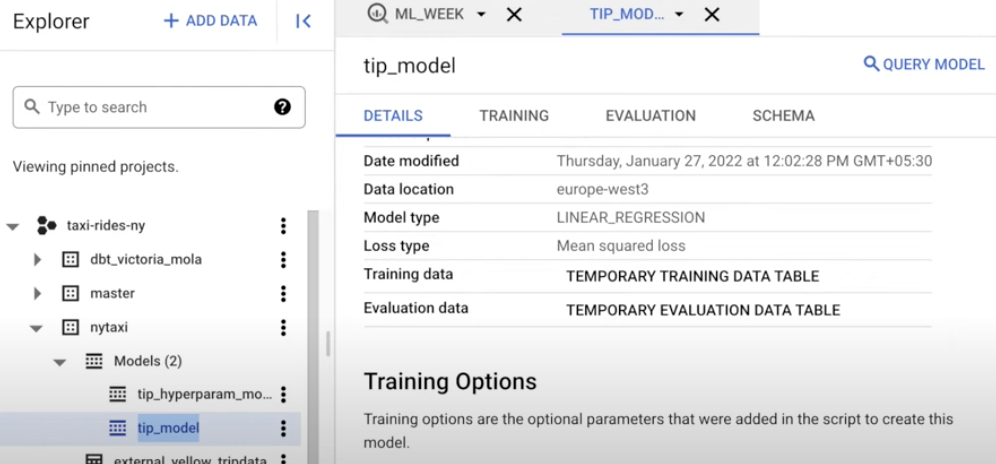 Explorer
+ ADD DATA
Type to search
?
Viewing pinned projects.
taxi-rides-ny
dbt_victoria_mola
master
nytaxi
Models (2)
tip_hyperparam_mo...
tip_model
external_yellow_tripdata
ML_WEEK
TIP_MOD...
tip_model
QUERY MODEL
DETAILS TRAINING EVALUATION SCHEMA
Date modified Thursday, January 27, 2022 at 12:02:28 PM GMT+05:30
Data location europe-west3
Model type LINEAR_REGRESSION
Loss type Mean squared loss
Training data TEMPORARY TRAINING DATA TABLE
Evaluation data TEMPORARY EVALUATION DATA TABLE
Training Options
Training options are the optional parameters that were added in the script to create this
model.